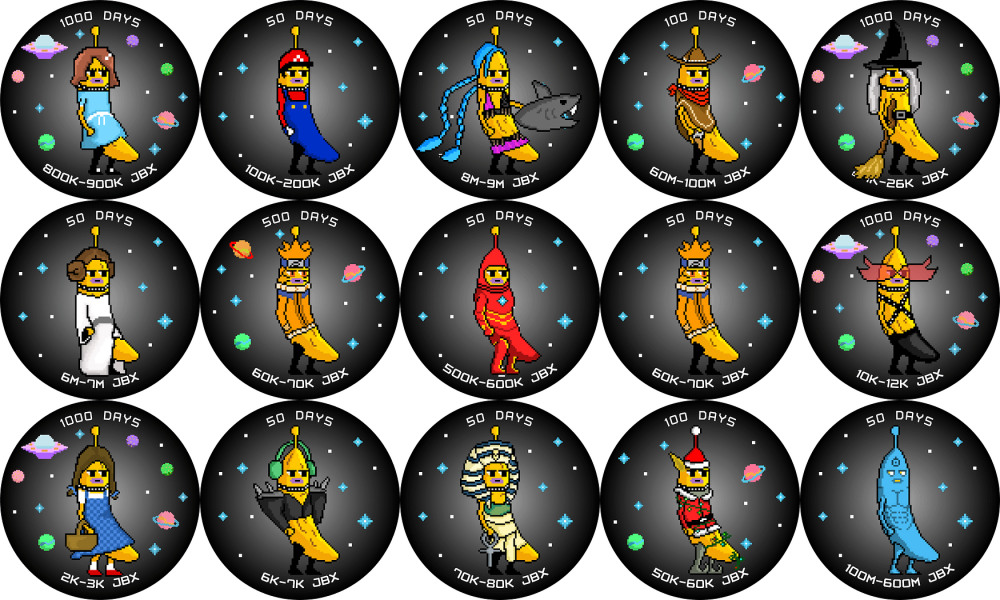 1000 DAYS
800K-900K JBX
50 DAYS
100K-200K JBX
50 DAYS
8M-9M JBX
100 DAYS
60M-100M JBX
1000 DAYS
-26K JBX
50 DAYS
6M-7M JBX
500 DAYS
60K-70K JBX
50 DAYS
500K-600K JBX
50 DAYS
60K-70K JBX
1000 DAYS
10K-12K JBX
1000 DAYS
2K-3K JBX
50 DAYS
6K-7K JBX
50 DAYS
70K-80K JBX
100 DAYS
50K-60K JBX
50 DAYS
100M-600M JBX